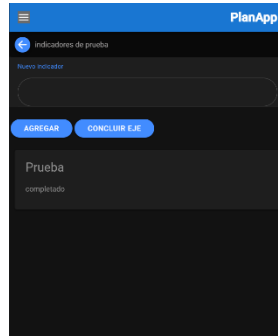 PlanApp
indicadores de prueba
Nuevo indicador
AGREGAR CONCLUIR EJE
Prueba
completado